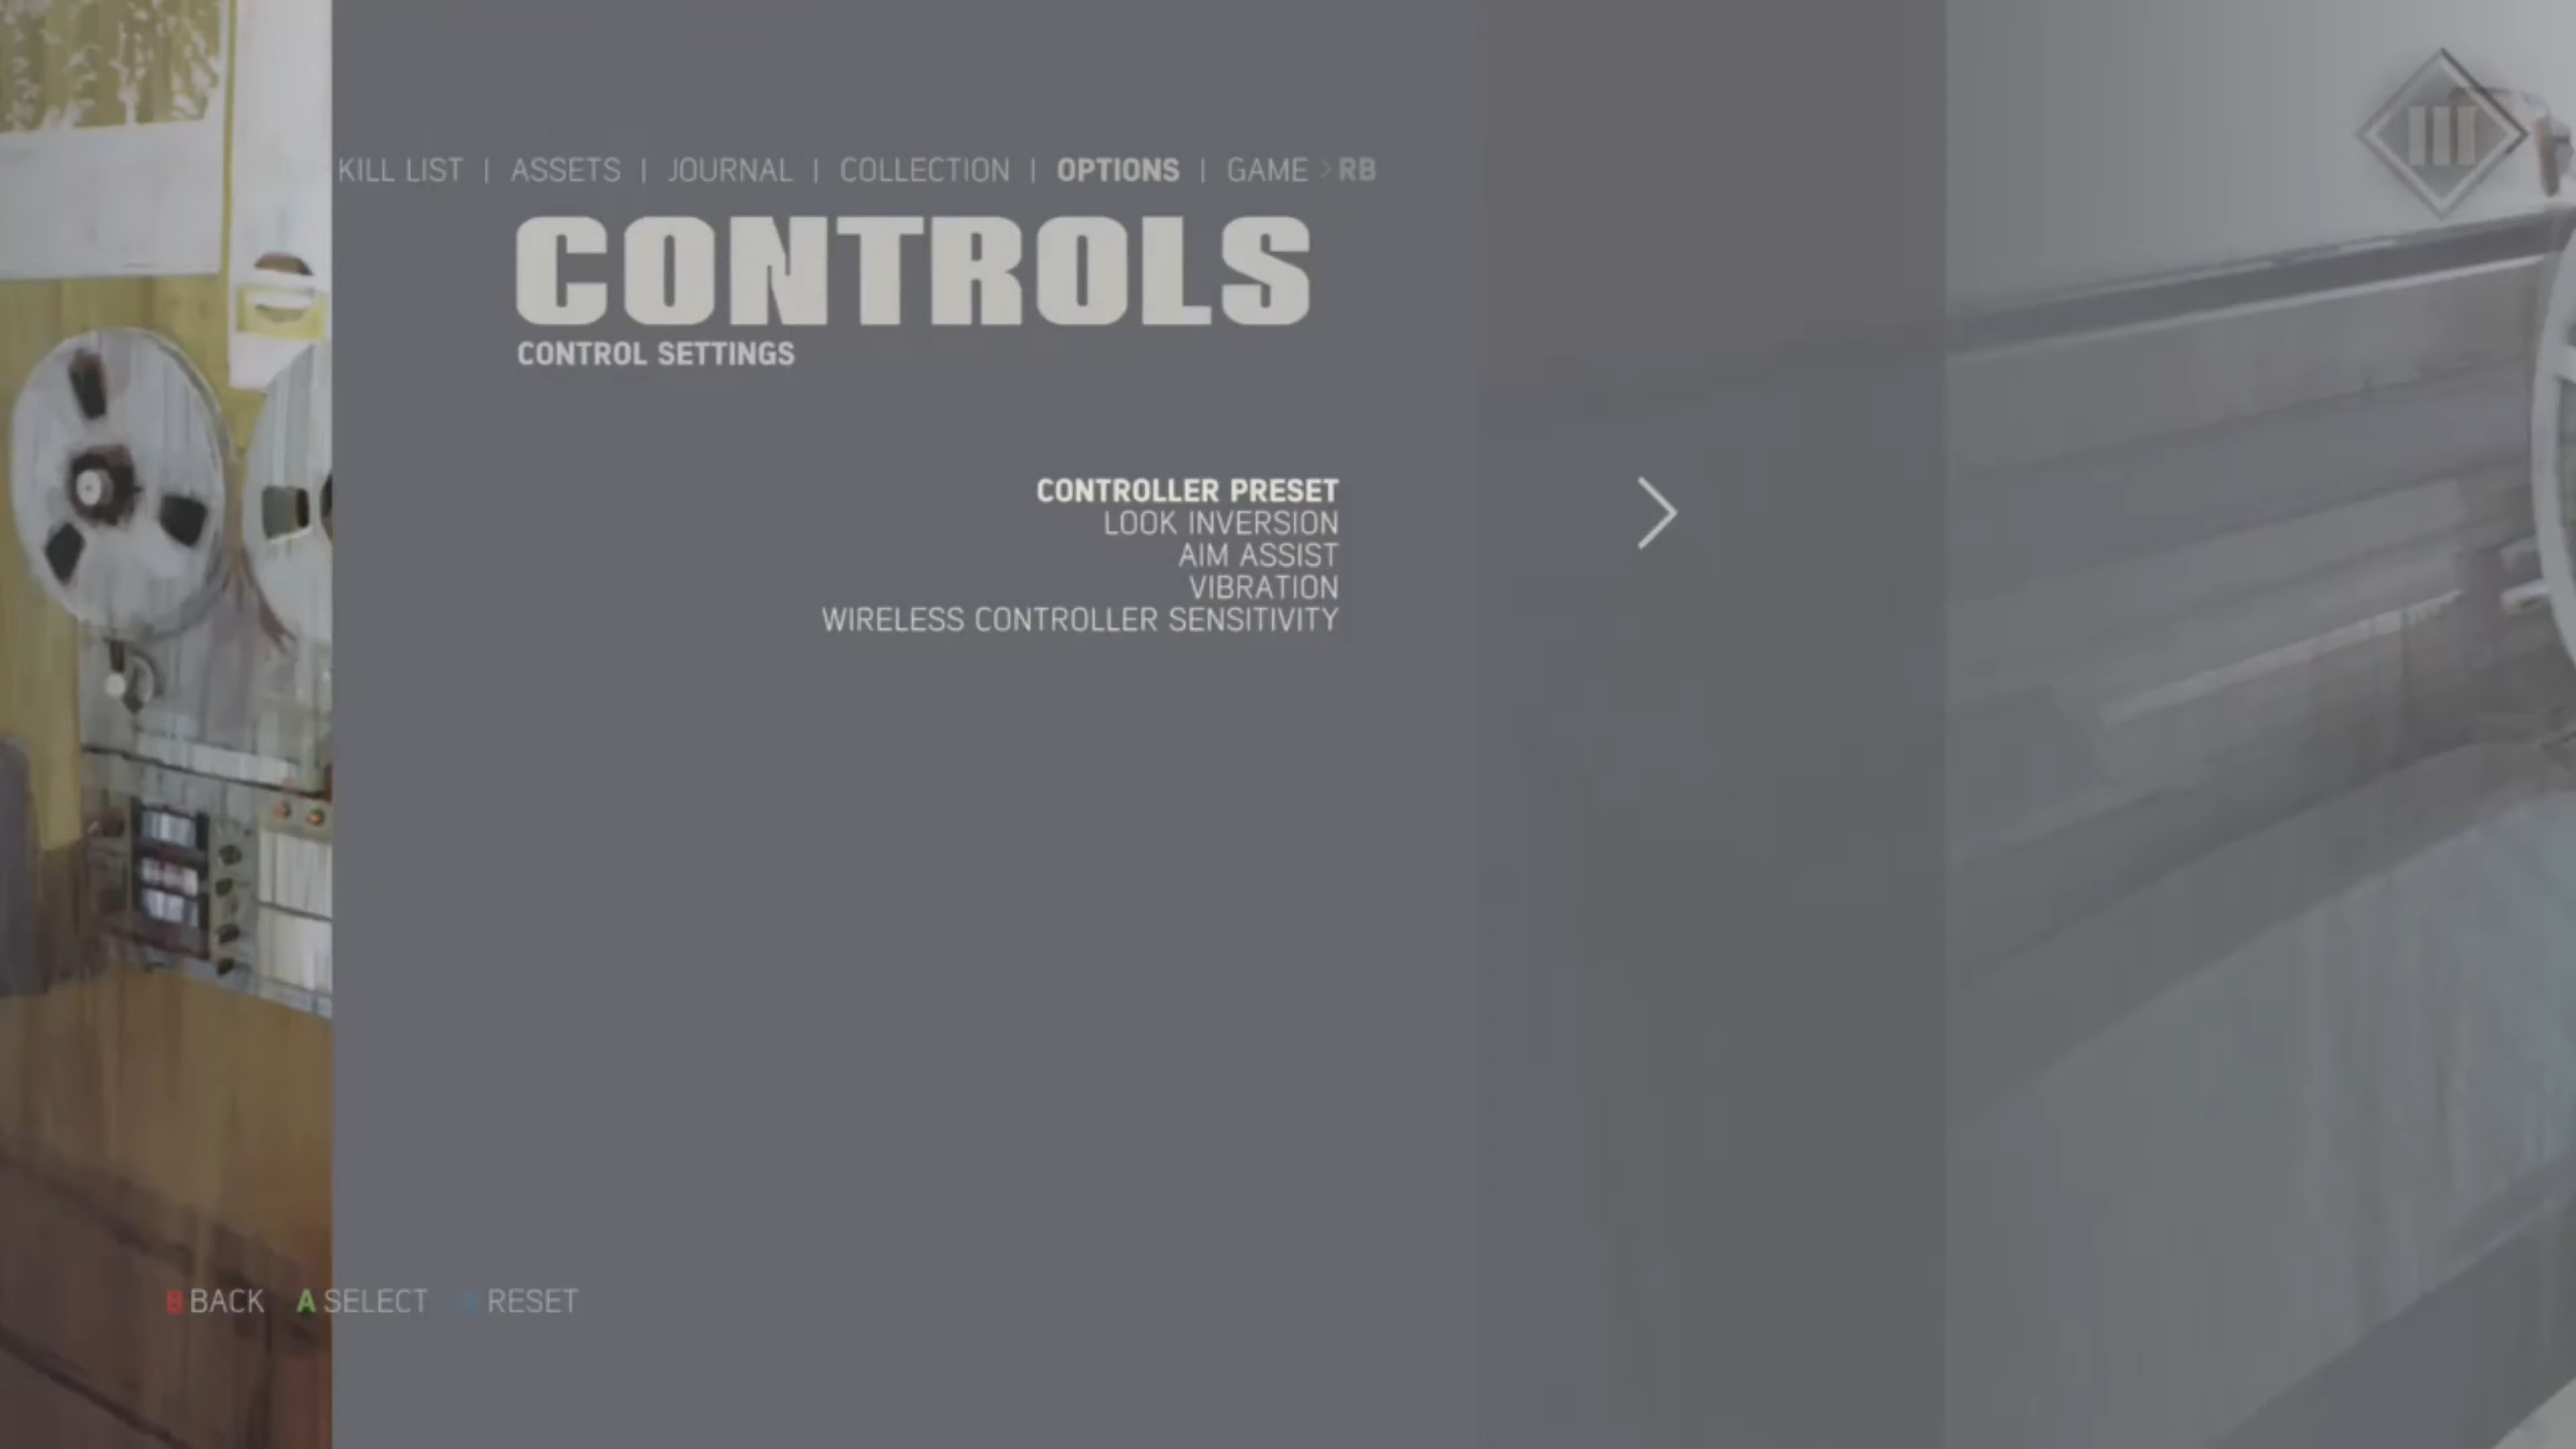 KILL LIST | ASSETS | JOURNAL | COLLECTION | OPTIONS | GAME > RB
CONTROLS
CONTROL SETTINGS
CONTROLLER PRESET
LOOK INVERSION
AIM ASSIST
VIBRATION
WIRELESS CONTROLLER SENSITIVITY
B BACK A SELECT X RESET